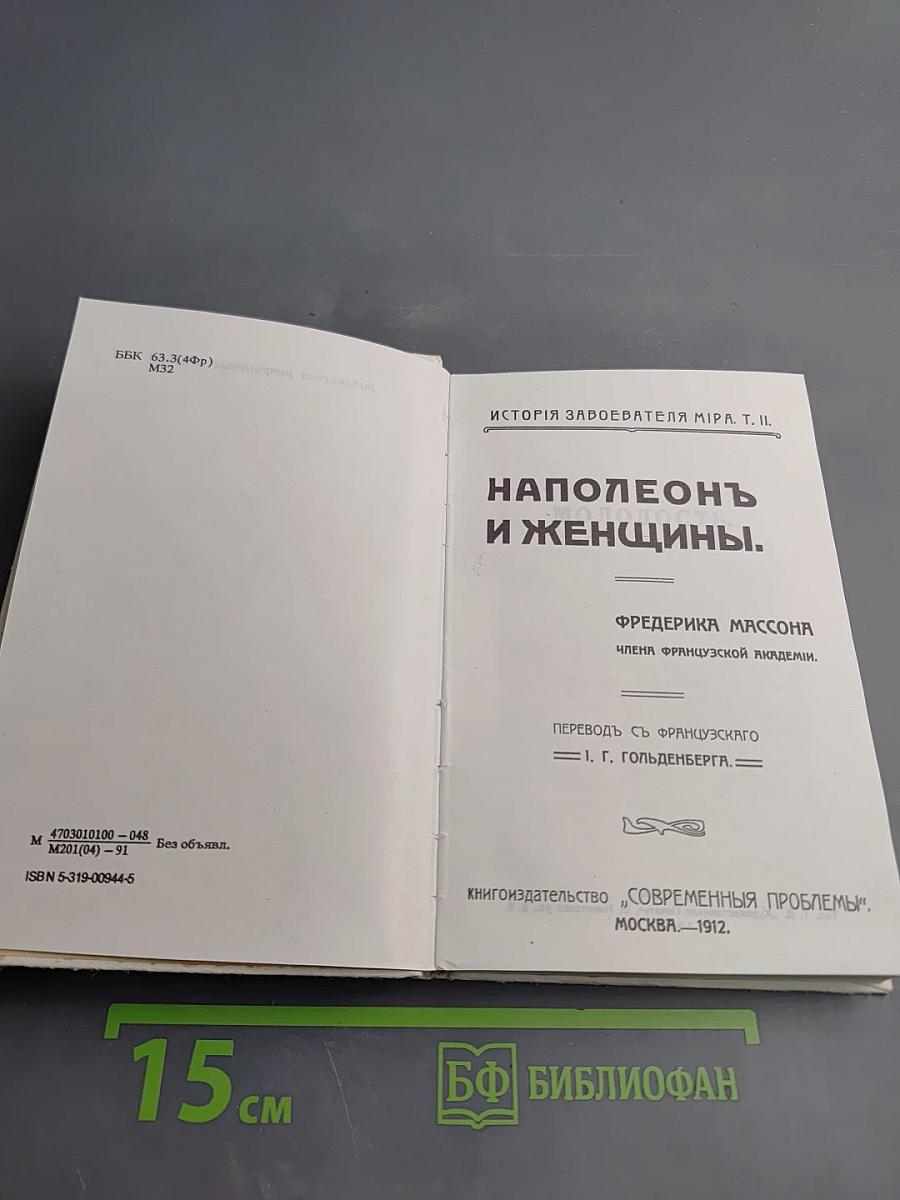 ББК 63.3(4Фр)
М32
М 4703010100 – 048
М201(04) – 91
Без объявл.
ISBN 5-319-00944-5
ИСТОРІЯ ЗАВОЕВАТЕЛЯ МІРА. Т. II.
НАПОЛЕОНЪ
И ЖЕНЩИНЫ.
ФРЕДЕРИКА МАССОНА
ЧЛЕНА ФРАНЦУЗСКОЙ АКАДЕМІИ.
ПЕРЕВОДЪ СЪ ФРАНЦУЗСКАГО
І. Г. ГОЛЬДЕНБЕРГА.
КНИГОИЗДАТЕЛЬСТВО „СОВРЕМЕННЫЯ ПРОБЛЕМЫ“.
МОСКВА.—1912.
15 см
БФ БИБЛИОФАН